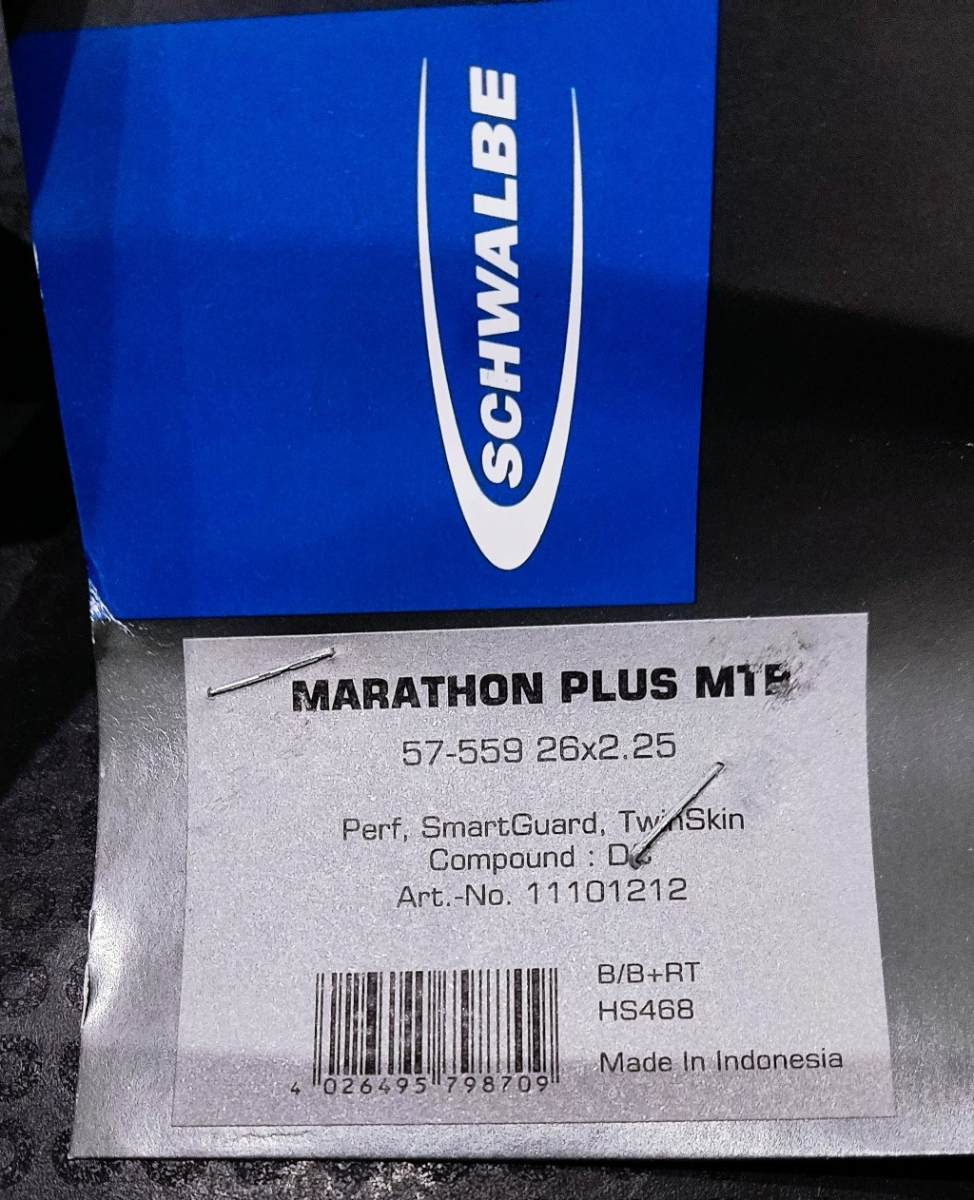 SCHWALBE
MARATHON PLUS MTB
57-559 26x2.25
Perf, SmartGuard, TwinSkin
Compound :
Art.-No. 11101212
B/B+RT
HS468
Made In Indonesia
4 026495 798709